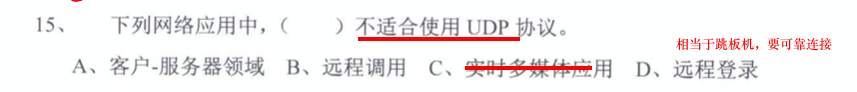 15、 下列网络应用中，（ ）不适合使用 UDP 协议。
相当于跳板机，要可靠连接
A、客户-服务器领域 B、远程调用 C、实时多媒体应用 D、远程登录